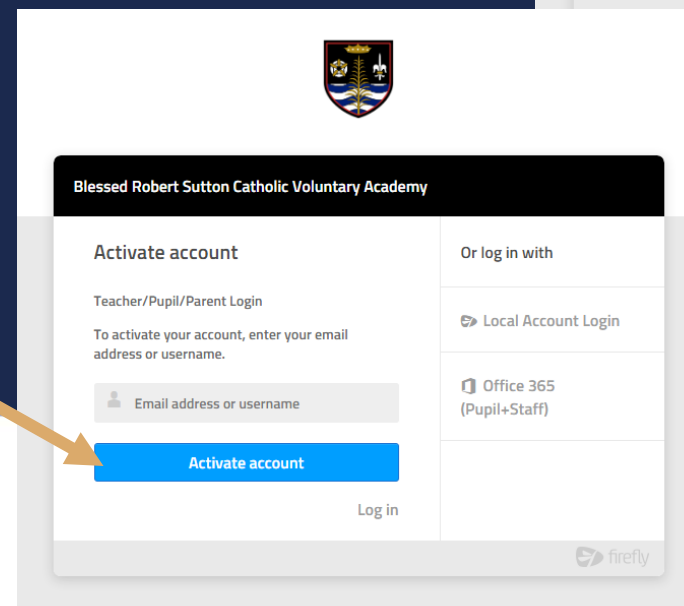 Blessed Robert Sutton Catholic Voluntary Academy
Activate account
Teacher/Pupil/Parent Login
To activate your account, enter your email
address or username.
Email address or username
Activate account
Log in
Or log in with
Local Account Login
Office 365
(Pupil+Staff)
firefly